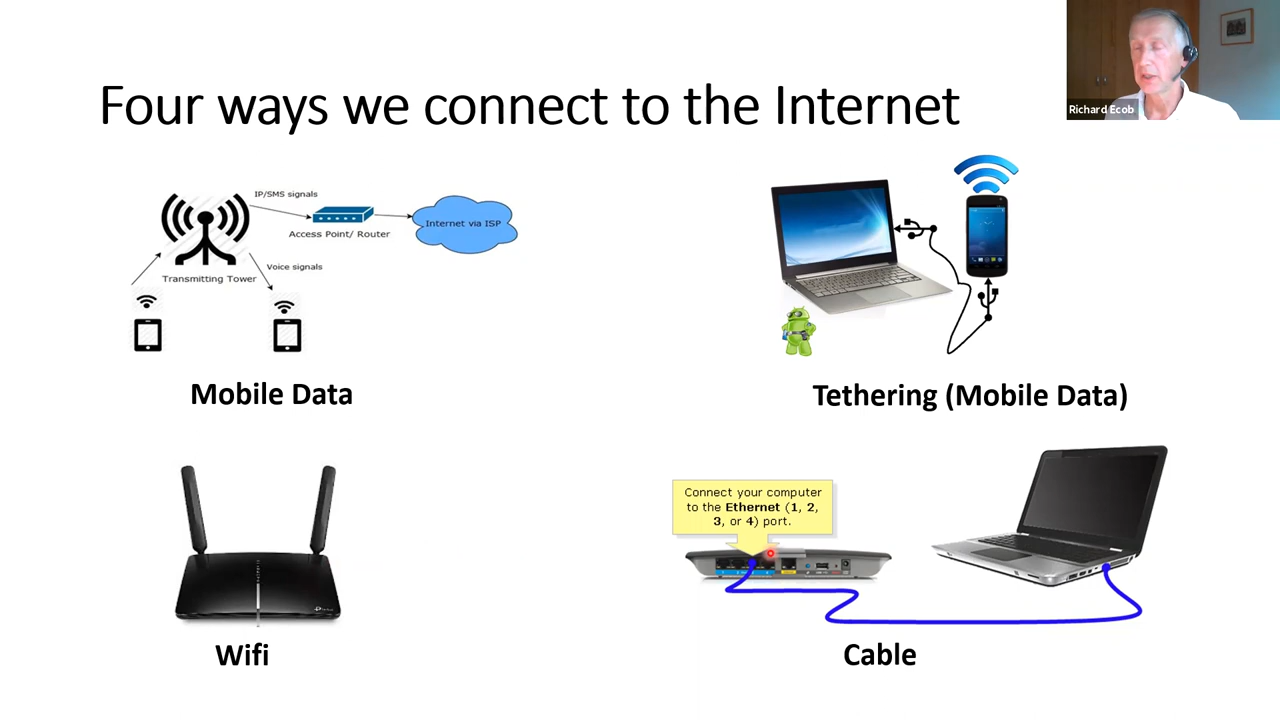 Four ways we connect to the Internet
Richard Ecob
IP/SMS signals
Internet via ISP
Access Point/ Router
Voice signals
Transmitting Tower
Mobile Data
Tethering (Mobile Data)
Connect your computer
to the Ethernet (1, 2,
3, or 4) port.
Wifi
Cable